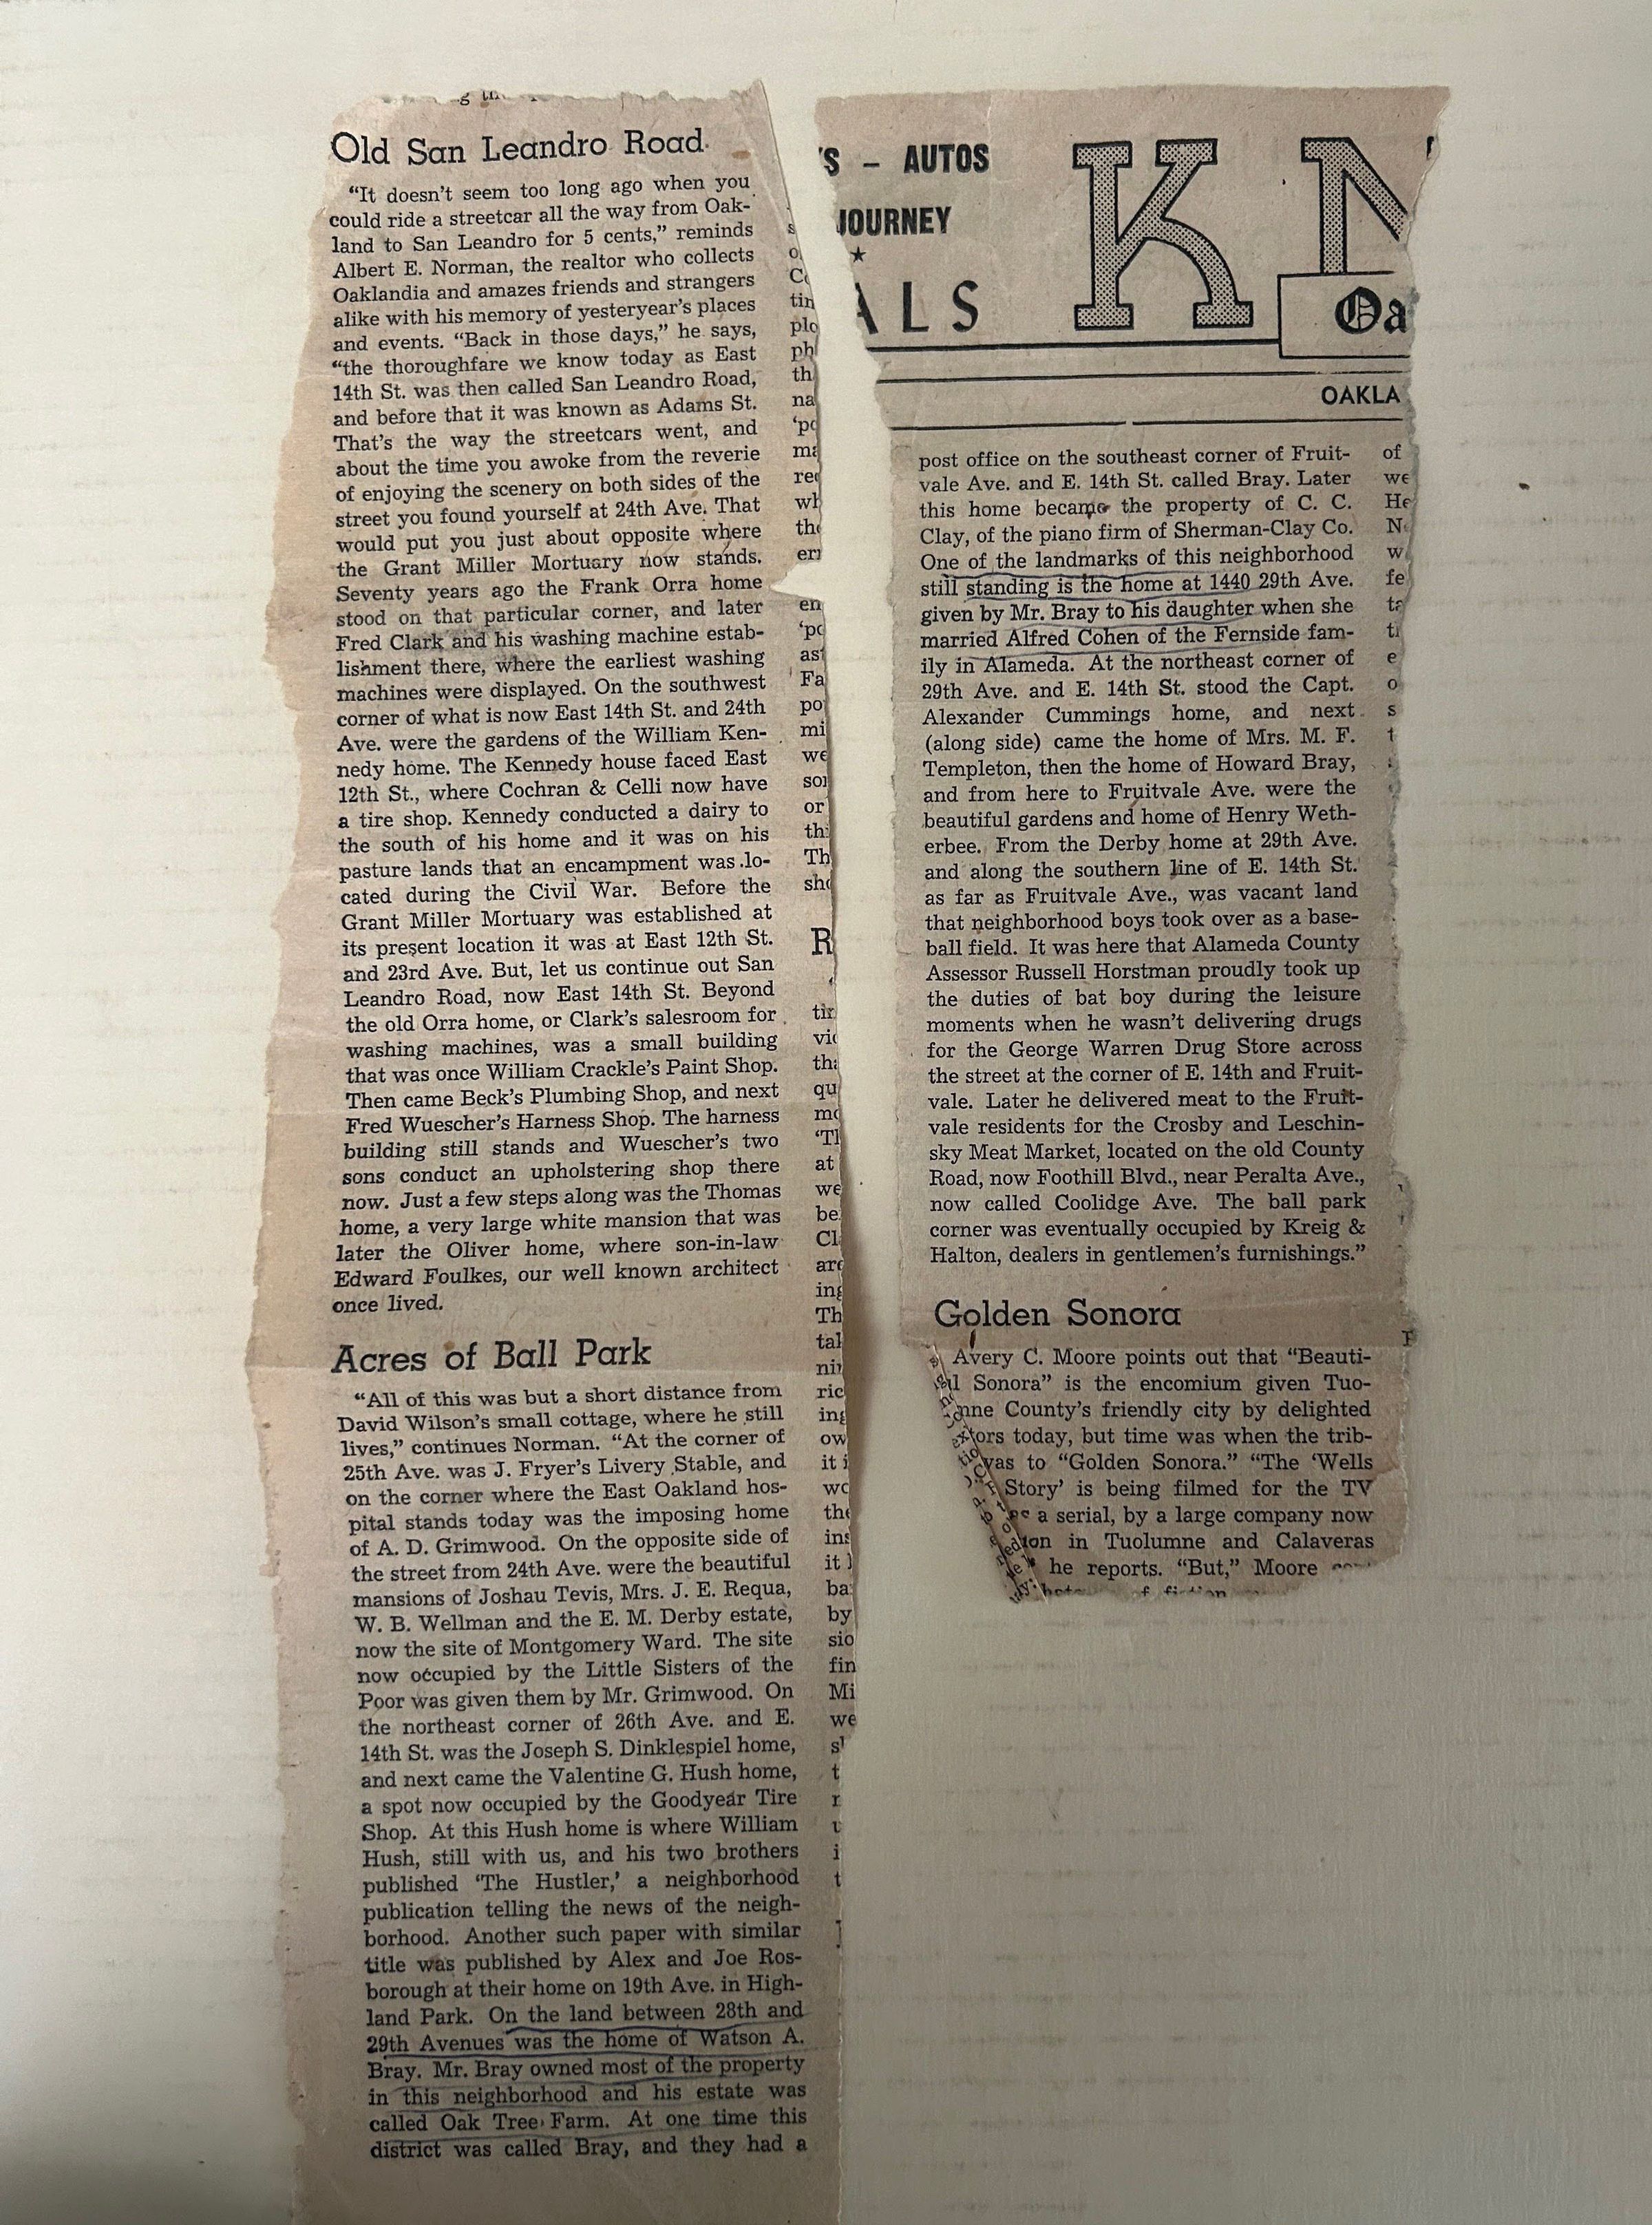 Old San Leandro Road
“It doesn’t seem too long ago when you
could ride a streetcar all the way from Oak-
land to San Leandro for 5 cents,” reminds
Albert E. Norman, the realtor who collects
Oaklandia and amazes friends and strangers
alike with his memory of yesteryear’s places
and events. “Back in those days,” he says,
“the thoroughfare we know today as East
14th St. was then called San Leandro Road,
and before that it was known as Adams St.
That’s the way the streetcars went, and
about the time you awoke from the reverie
of enjoying the scenery on both sides of the
street you found yourself at 24th Ave. That
would put you just about opposite where
the Grant Miller Mortuary now stands.
Seventy years ago the Frank Orra home
stood on that particular corner, and later
Fred Clark and his washing machine estab-
lishment there, where the earliest washing
machines were displayed. On the southwest
corner of what is now East 14th St. and 24th
Ave. were the gardens of the William Ken-
nedy home. The Kennedy house faced East
12th St., where Cochran & Celli now have
a tire shop. Kennedy conducted a dairy to
the south of his home and it was on his
pasture lands that an encampment was lo-
cated during the Civil War. Before the
Grant Miller Mortuary was established at
its present location it was at East 12th St.
and 23rd Ave. But, let us continue out San
Leandro Road, now East 14th St. Beyond
the old Orra home, or Clark’s salesroom for
washing machines, was a small building
that was once William Crackle’s Paint Shop.
Then came Beck’s Plumbing Shop, and next
Fred Wuescher’s Harness Shop. The harness
building still stands and Wuescher’s two
sons conduct an upholstering shop there
now. Just a few steps along was the Thomas
home, a very large white mansion that was
later the Oliver home, where son-in-law
Edward Foulkes, our well known architect
once lived.
Acres of Ball Park
“All of this was but a short distance from
David Wilson’s small cottage, where he still
lives,” continues Norman. “At the corner of
25th Ave. was J. Fryer’s Livery Stable, and
on the corner where the East Oakland hos-
pital stands today was the imposing home
of A. D. Grimwood. On the opposite side of
the street from 24th Ave. were the beautiful
mansions of Joshau Tevis, Mrs. J. E. Requa,
W. B. Wellman and the E. M. Derby estate,
now the site of Montgomery Ward. The site
now occupied by the Little Sisters of the
Poor was given them by Mr. Grimwood. On
the northeast corner of 26th Ave. and E.
14th St. was the Joseph S. Dinklespiel home,
and next came the Valentine G. Hush home,
a spot now occupied by the Goodyear Tire
Shop. At this Hush home is where William
Hush, still with us, and his two brothers
published ‘The Hustler,’ a neighborhood
publication telling the news of the neigh-
borhood. Another such paper with similar
title was published by Alex and Joe Ros-
borough at their home on 19th Ave. in High-
land Park. On the land between 28th and
29th Avenues was the home of Watson A.
Bray. Mr. Bray owned most of the property
in this neighborhood and his estate was
called Oak Tree Farm. At one time this
district was called Bray, and they had a
’S – AUTOS
JOURNEY
ALS
KN
Oa
OAKLA
post office on the southeast corner of Fruit-
vale Ave. and E. 14th St. called Bray. Later
this home became the property of C. C.
Clay, of the piano firm of Sherman-Clay Co.
One of the landmarks of this neighborhood
still standing is the home at 1440 29th Ave.
given by Mr. Bray to his daughter when she
married Alfred Cohen of the Fernside fam-
ily in Alameda. At the northeast corner of
29th Ave. and E. 14th St. stood the Capt.
Alexander Cummings home, and next
(along side) came the home of Mrs. M. F.
Templeton, then the home of Howard Bray,
and from here to Fruitvale Ave. were the
beautiful gardens and home of Henry Weth-
erbee. From the Derby home at 29th Ave.
and along the southern line of E. 14th St.
as far as Fruitvale Ave., was vacant land
that neighborhood boys took over as a base-
ball field. It was here that Alameda County
Assessor Russell Horstman proudly took up
the duties of bat boy during the leisure
moments when he wasn’t delivering drugs
for the George Warren Drug Store across
the street at the corner of E. 14th and Fruit-
vale. Later he delivered meat to the Fruit-
vale residents for the Crosby and Leschin-
sky Meat Market, located on the old County
Road, now Foothill Blvd., near Peralta Ave.,
now called Coolidge Ave. The ball park
corner was eventually occupied by Kreig &
Halton, dealers in gentlemen’s furnishings.”
Golden Sonora
Avery C. Moore points out that “Beauti-
Sonora” is the encomium given Tuo-
County’s friendly city by delighted
today, but time was when the trib-
to “Golden Sonora.” “The ‘Wells
Story’ is being filmed for the TV
a serial, by a large company now
in Tuolumne and Calaveras
he reports. “But,” Moore
of fiction